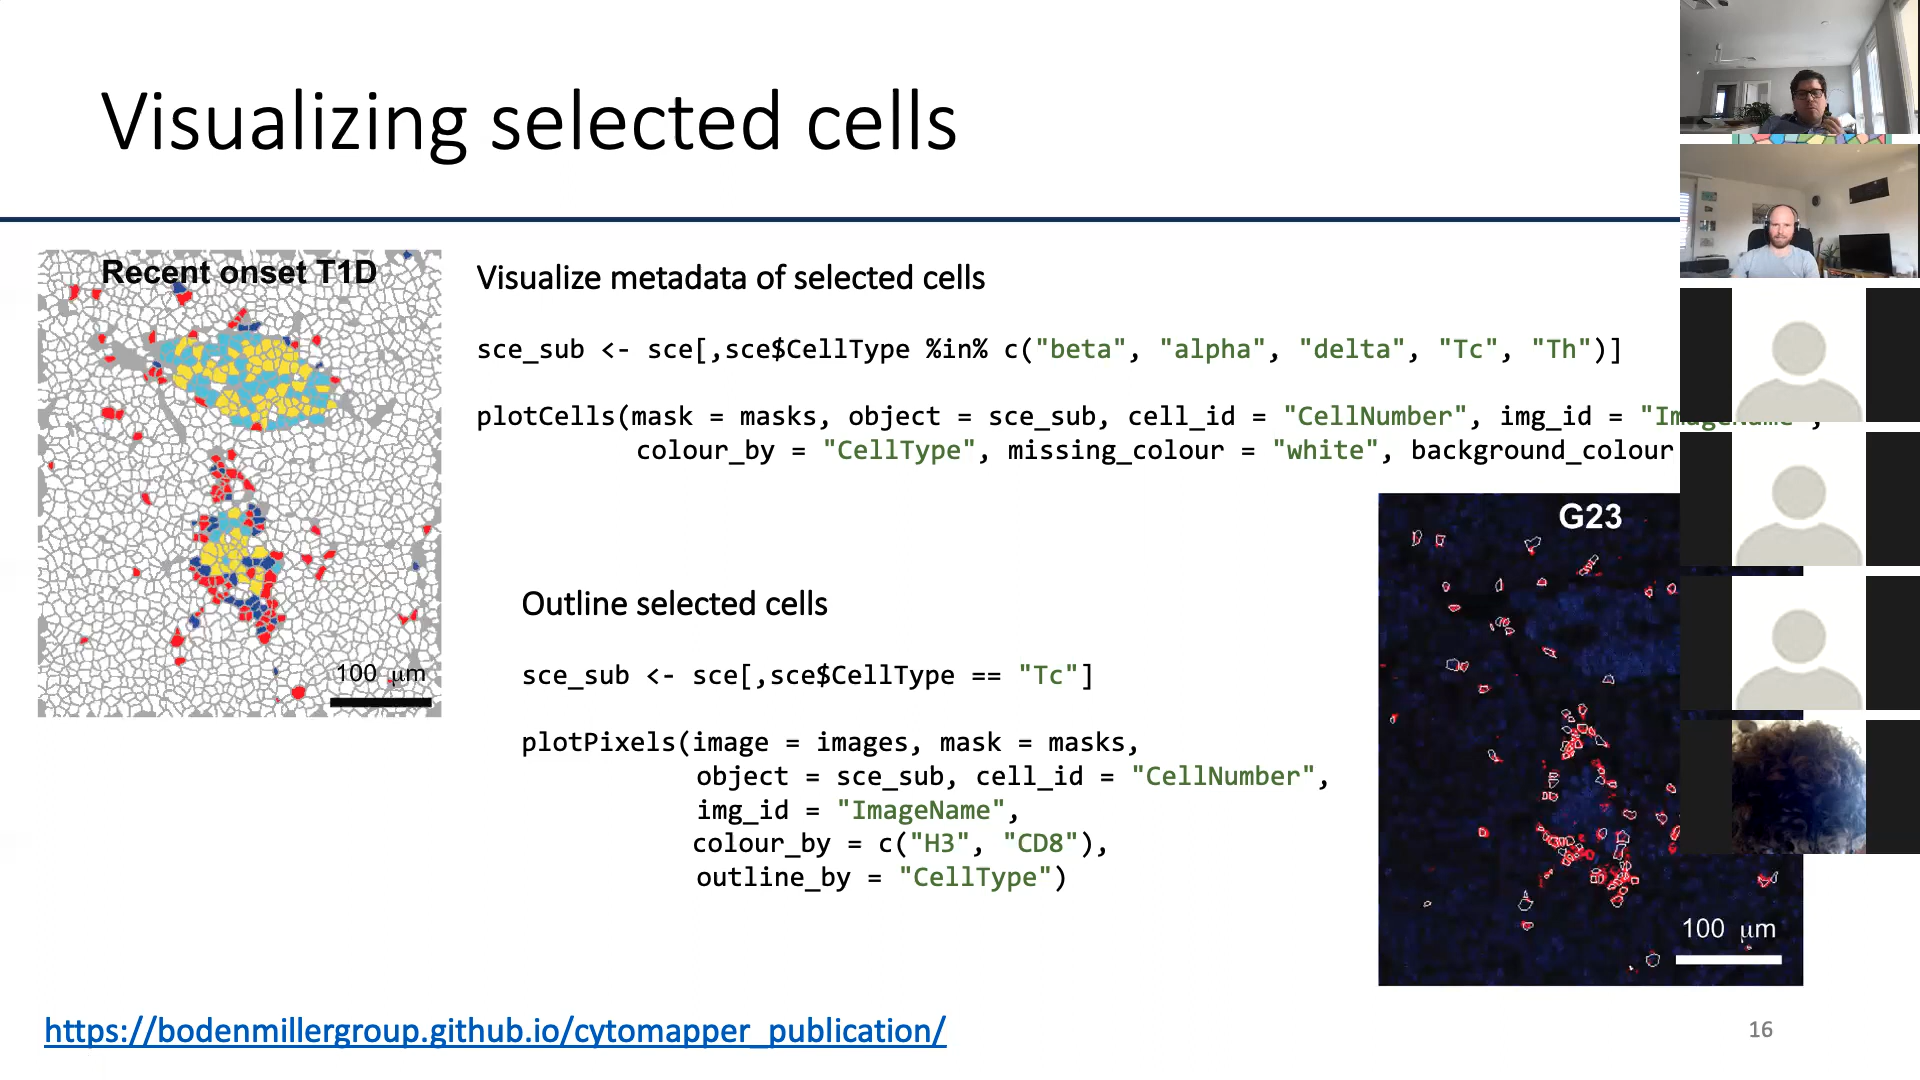 Visualizing selected cells
Recent onset T1D
100 μm
Visualize metadata of selected cells
sce_sub <- sce[,sce$CellType %in% c("beta", "alpha", "delta", "Tc", "Th")]
plotCells(mask = masks, object = sce_sub, cell_id = "CellNumber", img_id = "ImageName",
colour_by = "CellType", missing_colour = "white", background_colour
Outline selected cells
sce_sub <- sce[,sce$CellType == "Tc"]
plotPixels(image = images, mask = masks,
object = sce_sub, cell_id = "CellNumber",
img_id = "ImageName",
colour_by = c("H3", "CD8"),
outline_by = "CellType")
G23
100 μm
https://bodenmillergroup.github.io/cytomapper_publication/
16